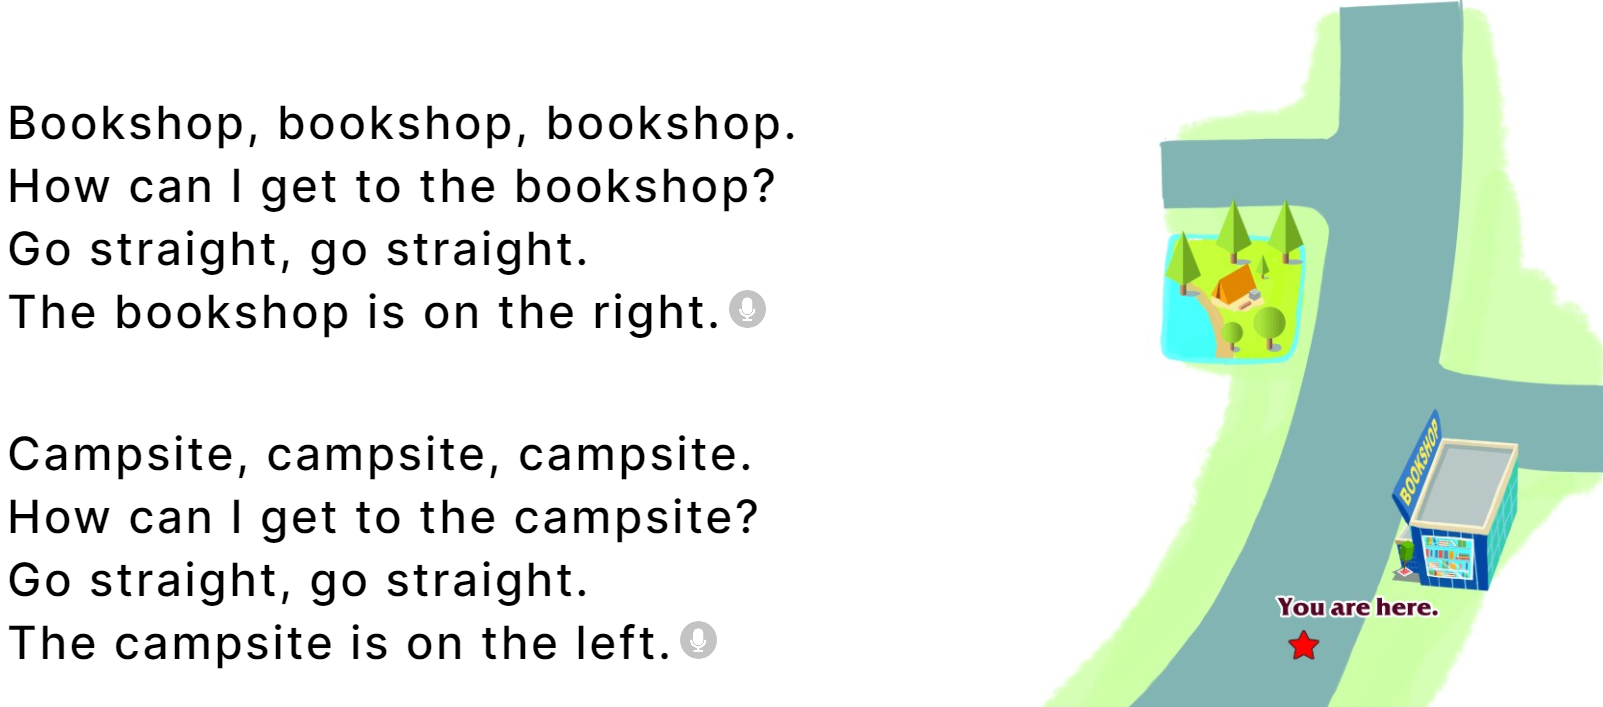 Bookshop, bookshop, bookshop.
How can I get to the bookshop?
Go straight, go straight.
The bookshop is on the right.
Campsite, campsite, campsite.
How can I get to the campsite?
Go straight, go straight.
The campsite is on the left.
BOOKSHOP
You are here.